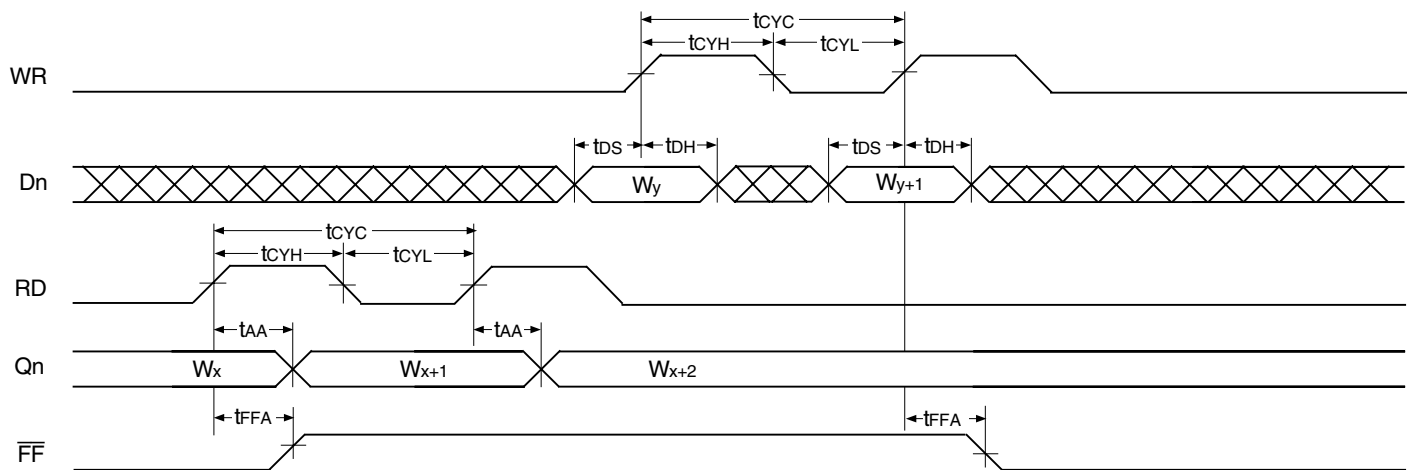 tCYC
tCYH tCYL
WR
tDS tDH tDS tDH
Dn Wy Wy+1
tCYC
tCYH tCYL
RD
tAA tAA
Qn Wx Wx+1 Wx+2
tFFA tFFA
F̅F̅